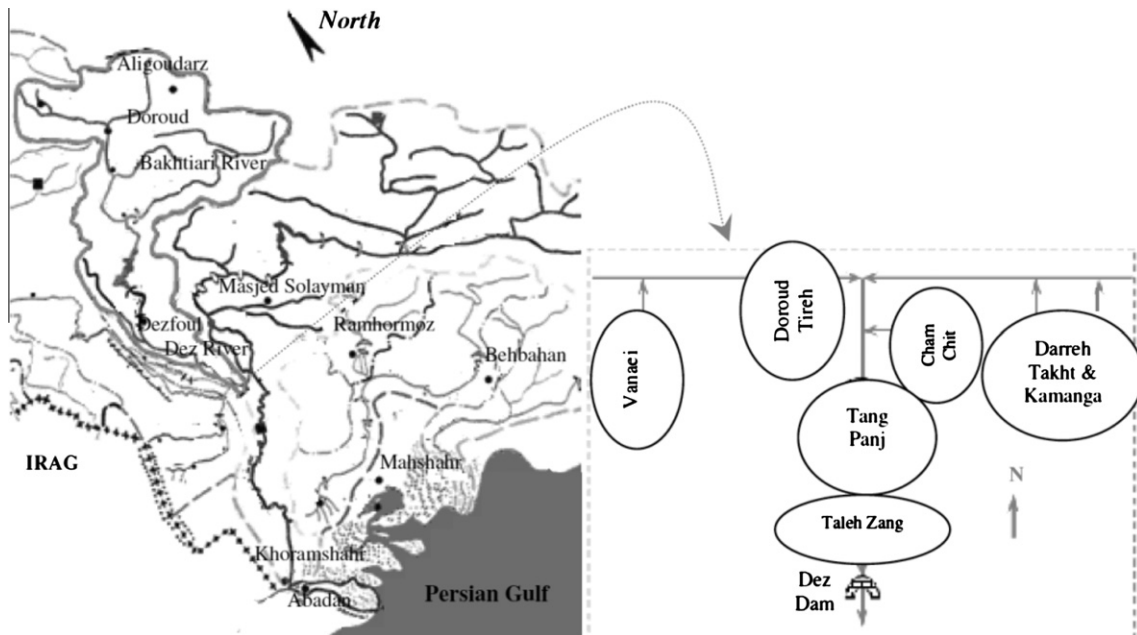 North
Aligoudarz
Doroud
Bakhtiari River
Masjed Solayman
Dezfoul
Dez River
Ramhormoz
Behbahan
IRAG
Mahshahr
Khoramshahr
Abadan
Persian Gulf
Vanaei
Doroud
Tireh
Cham
Chit
Darreh
Takht &
Kamanga
Tang
Panj
N
Taleh Zang
Dez
Dam